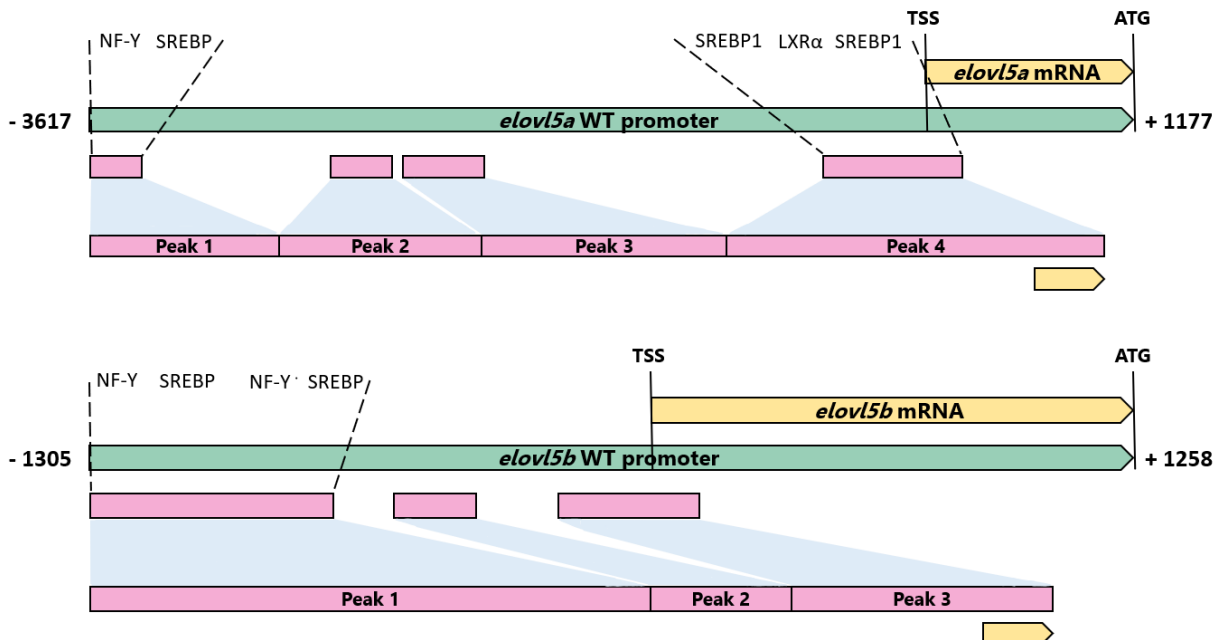 TSS ATG
NF-Y SREBP SREBP1 LXRα SREBP1
elovl5a mRNA
- 3617 elovl5a WT promoter + 1177
Peak 1 Peak 2 Peak 3 Peak 4
TSS ATG
NF-Y SREBP NF-Y SREBP
elovl5b mRNA
- 1305 elovl5b WT promoter + 1258
Peak 1 Peak 2 Peak 3